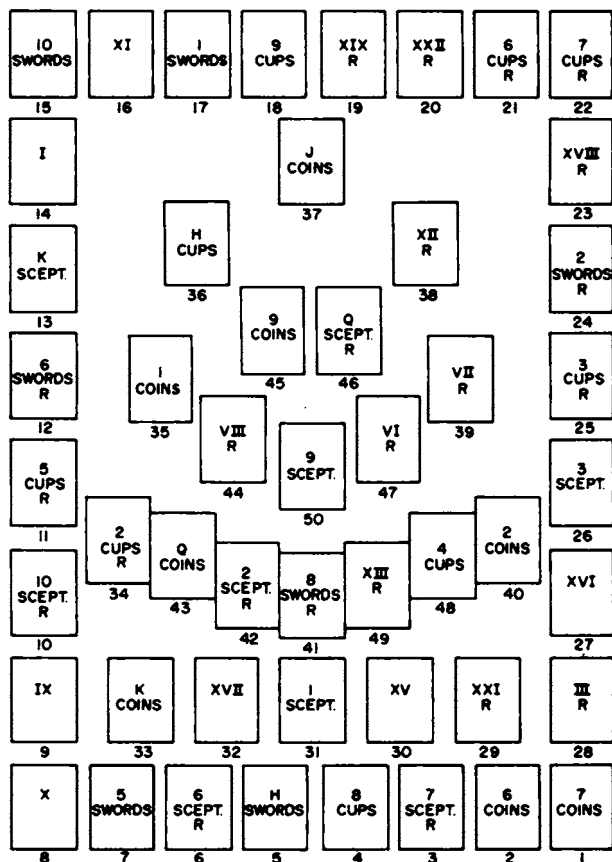 10 SWORDS
15
XI
16
1 SWORDS
17
9 CUPS
18
XIX R
19
XXII R
20
6 CUPS R
21
7 CUPS R
22
I
14
J COINS
37
XVIII R
23
H CUPS
36
XII R
38
K SCEPT.
13
2 SWORDS R
24
9 COINS
45
Q SCEPT. R
46
6 SWORDS R
12
1 COINS
35
VII R
39
3 CUPS R
25
VIII R
44
VI R
47
9 SCEPT.
50
5 CUPS R
11
3 SCEPT.
26
2 CUPS R
34
Q COINS
43
2 SCEPT. R
42
8 SWORDS R
41
XIII R
49
4 CUPS
48
2 COINS
40
10 SCEPT. R
10
XVI
27
IX
9
K COINS
33
XVII
32
1 SCEPT.
31
XV
30
XXI R
29
III R
28
X
8
5 SWORDS
7
6 SCEPT. R
6
H SWORDS
5
8 CUPS
4
7 SCEPT. R
3
6 COINS
2
7 COINS
1